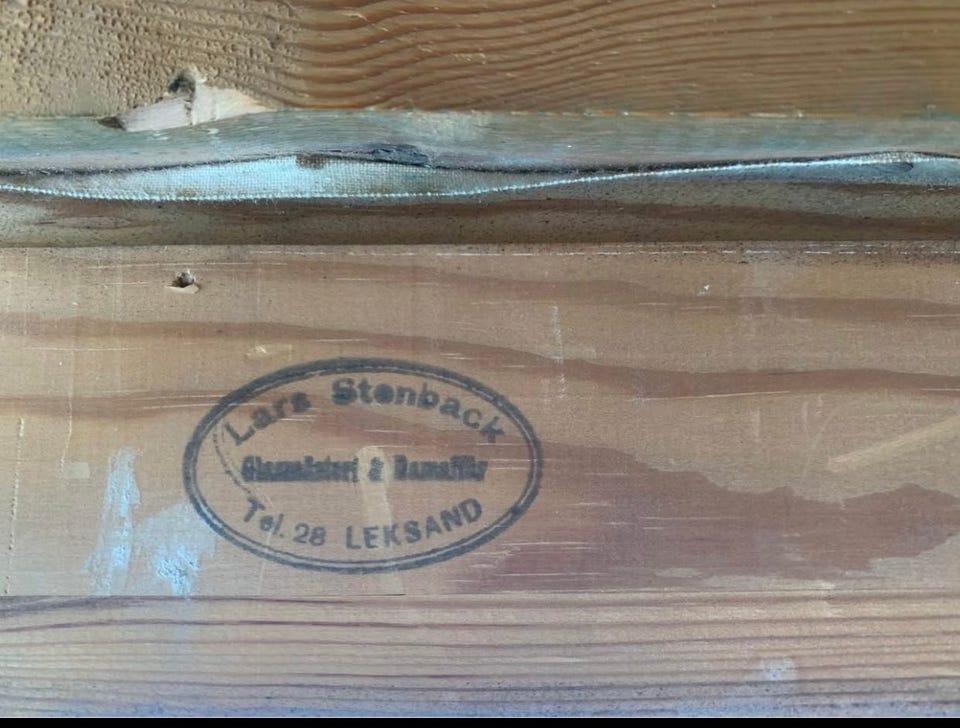 Lars Stenback
Glasmästeri & Ramaffär
Tel. 28 LEKSAND